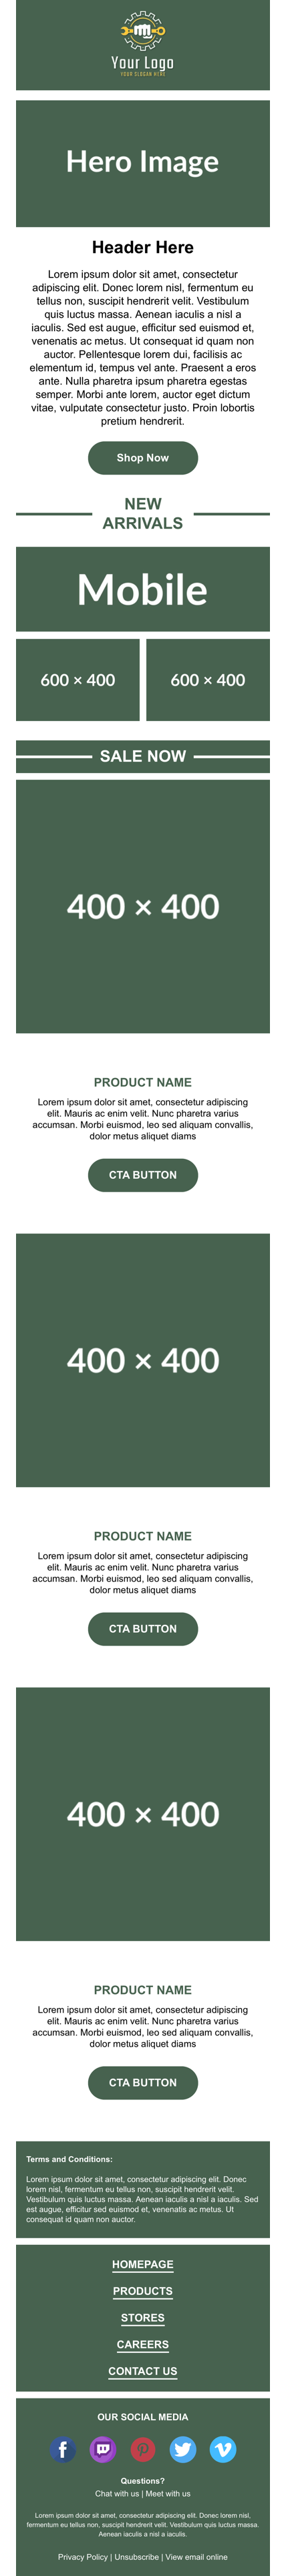 Your Logo
YOUR SLOGAN HERE
Hero Image
Header Here
Lorem ipsum dolor sit amet, consectetur
adipiscing elit. Donec lorem nisl, fermentum eu
tellus non, suscipit hendrerit velit. Vestibulum
quis luctus massa. Aenean iaculis a nisl a
iaculis. Sed est augue, efficitur sed euismod et,
venenatis ac metus. Ut consequat id quam non
auctor. Pellentesque lorem dui, facilisis ac
elementum id, tempus vel ante. Praesent a eros
ante. Nulla pharetra ipsum pharetra egestas
semper. Morbi ante lorem, auctor eget dictum
vitae, vulputate consectetur justo. Proin lobortis
pretium hendrerit.
Shop Now
NEW
ARRIVALS
Mobile
600 × 400
600 × 400
SALE NOW
400 × 400
PRODUCT NAME
Lorem ipsum dolor sit amet, consectetur adipiscing
elit. Mauris ac enim velit. Nunc pharetra varius
accumsan. Morbi euismod, leo sed aliquam convallis,
dolor metus aliquet diams
CTA BUTTON
400 × 400
PRODUCT NAME
Lorem ipsum dolor sit amet, consectetur adipiscing
elit. Mauris ac enim velit. Nunc pharetra varius
accumsan. Morbi euismod, leo sed aliquam convallis,
dolor metus aliquet diams
CTA BUTTON
400 × 400
PRODUCT NAME
Lorem ipsum dolor sit amet, consectetur adipiscing
elit. Mauris ac enim velit. Nunc pharetra varius
accumsan. Morbi euismod, leo sed aliquam convallis,
dolor metus aliquet diams
CTA BUTTON
Terms and Conditions:
Lorem ipsum dolor sit amet, consectetur adipiscing elit. Donec
lorem nisl, fermentum eu tellus non, suscipit hendrerit velit.
Vestibulum quis luctus massa. Aenean iaculis a nisl a iaculis. Sed
est augue, efficitur sed euismod et, venenatis ac metus. Ut
consequat id quam non auctor.
HOMEPAGE
PRODUCTS
STORES
CAREERS
CONTACT US
OUR SOCIAL MEDIA
Questions?
Chat with us | Meet with us
Lorem ipsum dolor sit amet, consectetur adipiscing elit. Donec lorem nisl,
fermentum eu tellus non, suscipit hendrerit velit. Vestibulum quis luctus massa.
Aenean iaculis a nisl a iaculis.
Privacy Policy | Unsubscribe | View email online